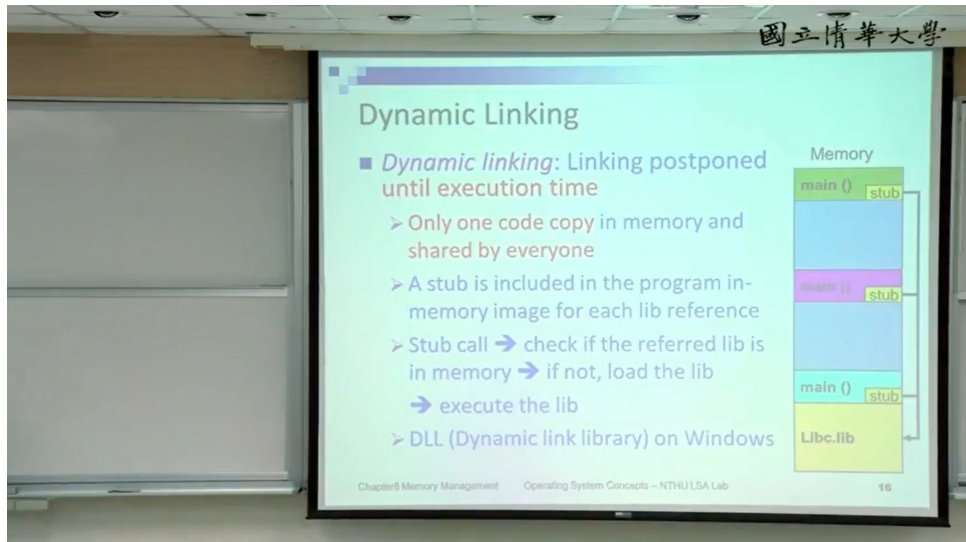 國立清華大學
Dynamic Linking
Dynamic linking: Linking postponed
until execution time
Only one code copy in memory and
shared by everyone
A stub is included in the program in-
memory image for each lib reference
Stub call ➔ check if the referred lib is
in memory ➔ if not, load the lib
➔ execute the lib
DLL (Dynamic link library) on Windows
Memory
main ()
stub
main ()
stub
main ()
stub
Libc.lib
Chapter8 Memory Management
Operating System Concepts – NTHU LSA Lab
16